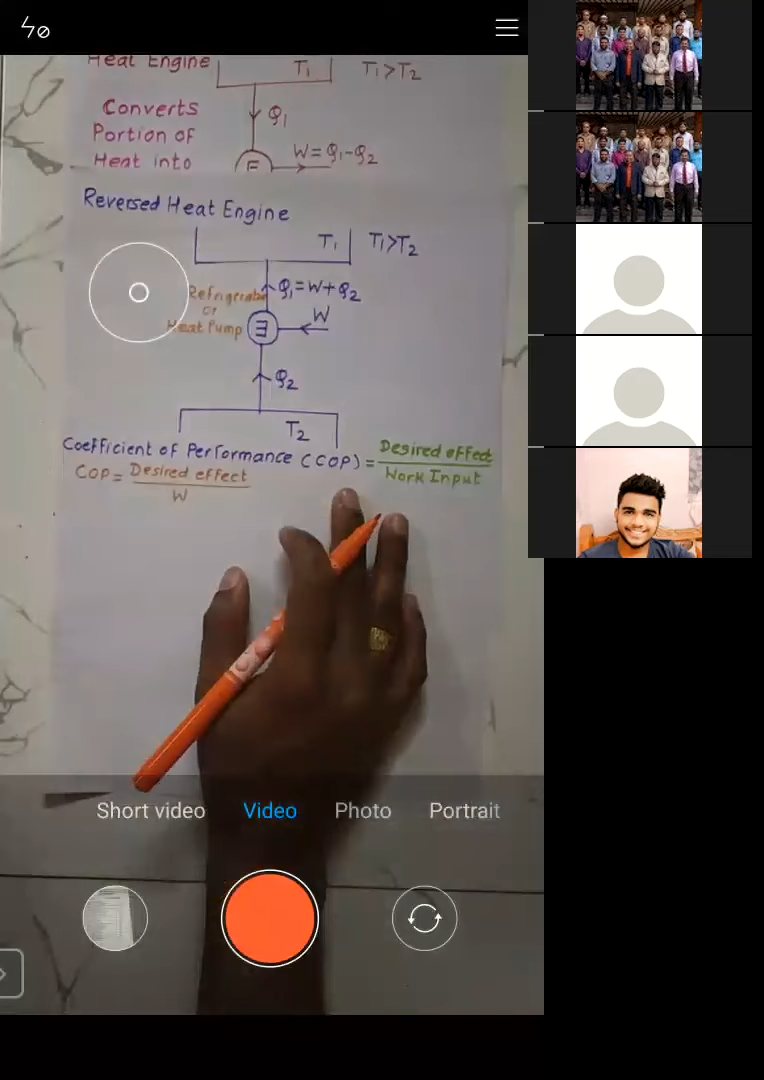 Heat Engine
T1
T1>T2
Converts
Portion of
Heat into
Q1
W=Q1-Q2
E
Reversed Heat Engine
T1
T1>T2
Refrigerator
or
Heat Pump
Q1=W+Q2
W
E
Q2
T2
Coefficient of Performance (COP) = Desired effect
Work Input
COP= Desired effect
W
Short video
Video
Photo
Portrait